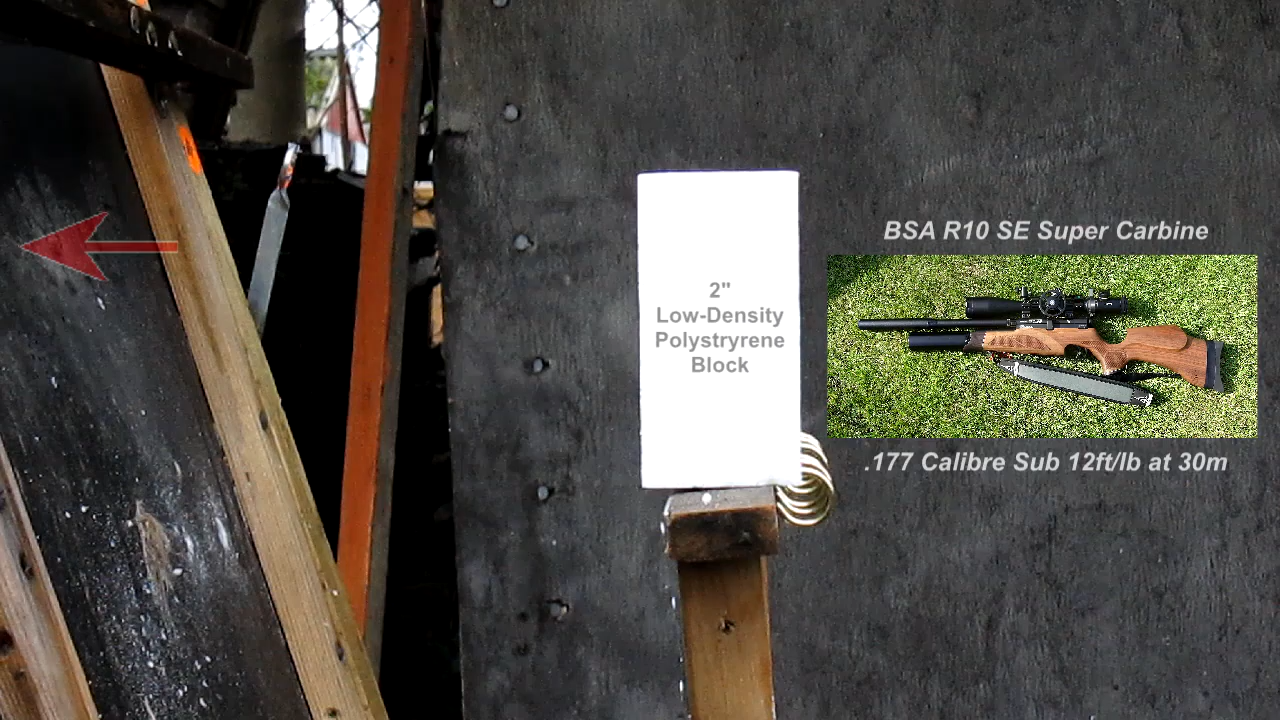 BSA R10 SE Super Carbine
2"
Low-Density
Polystryrene
Block
.177 Calibre Sub 12ft/lb at 30m